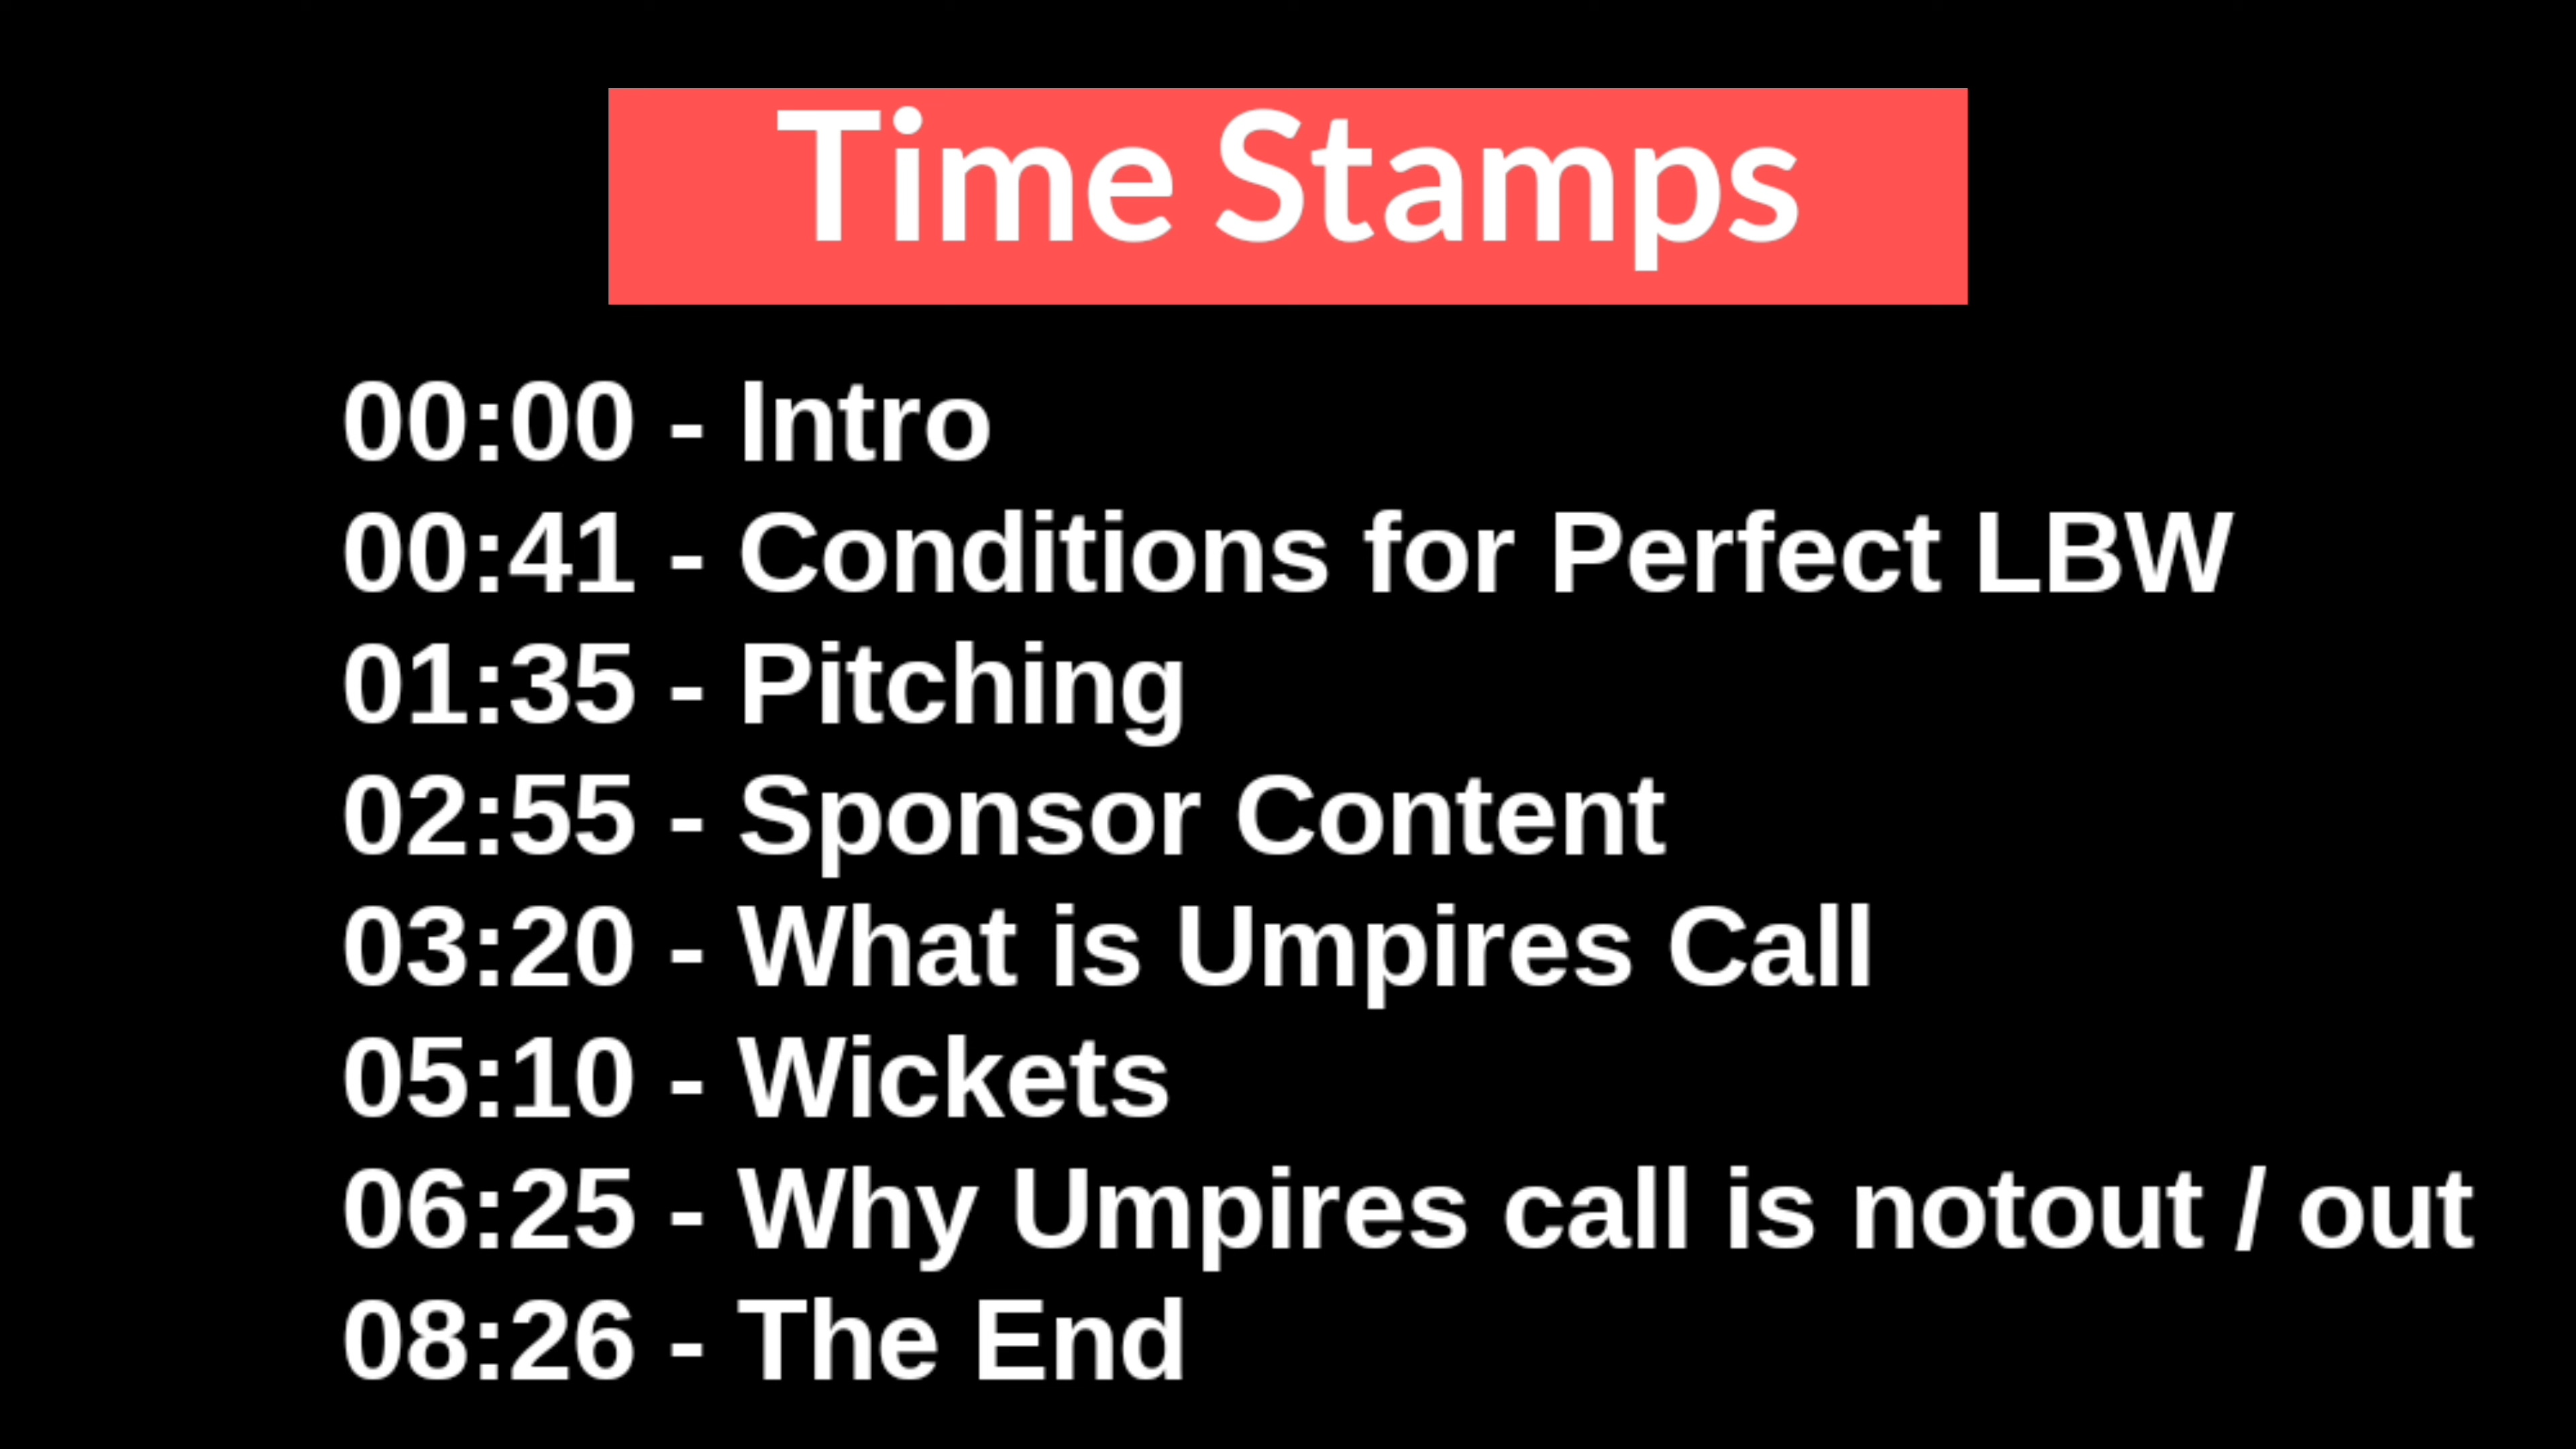 Time Stamps
00:00 - Intro
00:41 - Conditions for Perfect LBW
01:35 - Pitching
02:55 - Sponsor Content
03:20 - What is Umpires Call
05:10 - Wickets
06:25 - Why Umpires call is notout / out
08:26 - The End